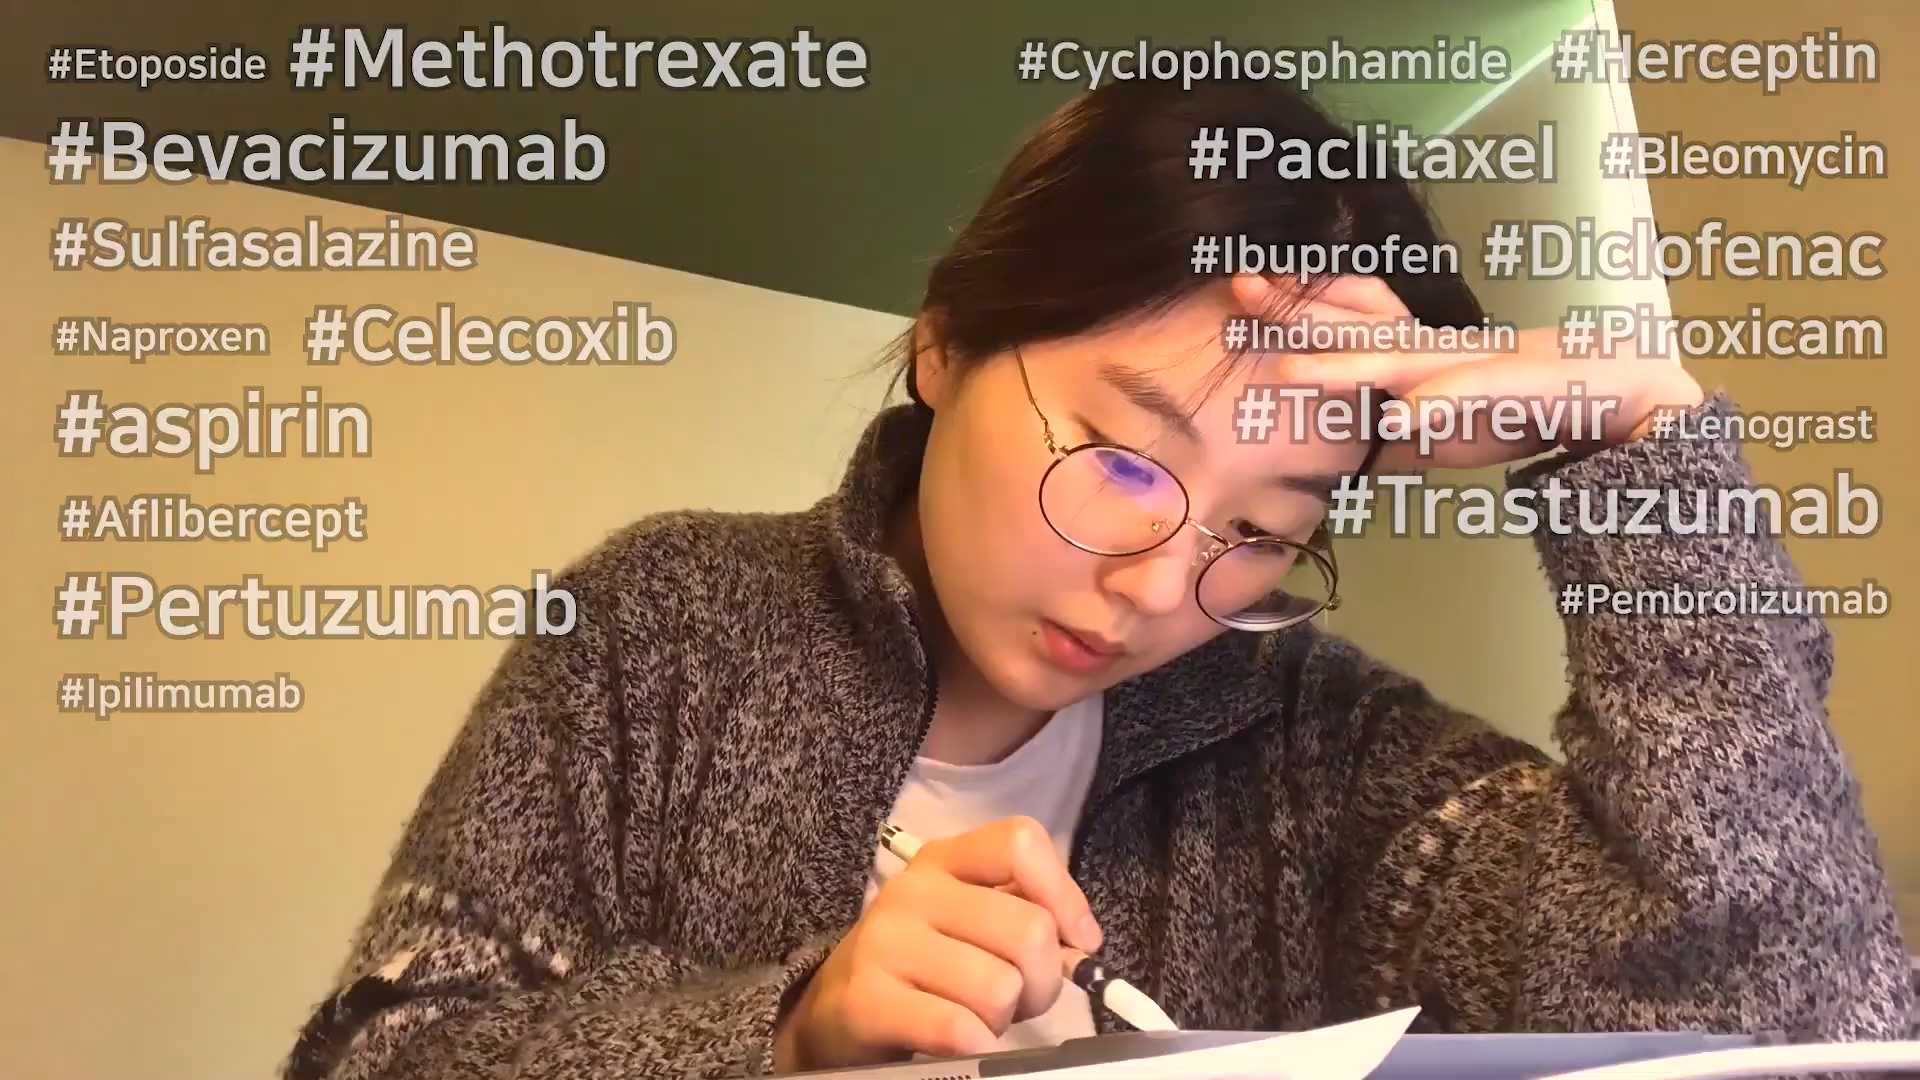 #Etoposide #Methotrexate
#Bevacizumab
#Sulfasalazine
#Naproxen #Celecoxib
#aspirin
#Aflibercept
#Pertuzumab
#Ipilimumab
#Cyclophosphamide #Herceptin
#Paclitaxel #Bleomycin
#Ibuprofen #Diclofenac
#Indomethacin #Piroxicam
#Telaprevir #Lenograst
#Trastuzumab
#Pembrolizumab